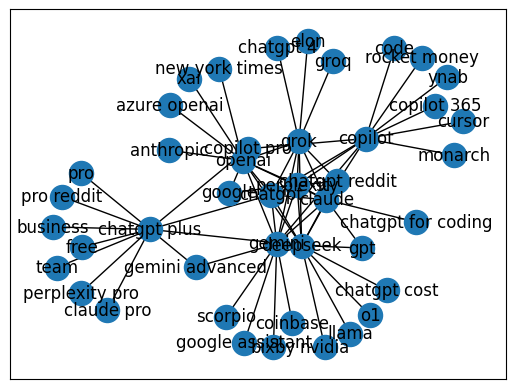 elon
chatgpt 4
code
groq
rocket money
new york times
xai
ynab
azure openai
copilot 365
cursor
grok
copilot
anthropic
copilot pro
openai
monarch
pro
perplexity
chatgpt reddit
google
pro reddit
chatgpt
claude
chatgpt for coding
business
chatgpt plus
free
gemini
deepseek
gpt
team
gemini advanced
perplexity pro
chatgpt cost
claude pro
scorpio
o1
coinbase
llama
google assistant
bixby
nvidia